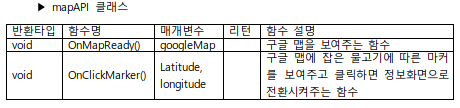 ▶ mapAPI 클래스
반환타입 함수명 매개변수 리턴 함수 설명
void OnMapReady() googleMap 구글 맵을 보여주는 함수
void OnClickMarker() Latitude, longitude 구글 맵에 잡은 물고기에 따른 마커
를 보여주고 클릭하면 정보화면으로
전환시켜주는 함수